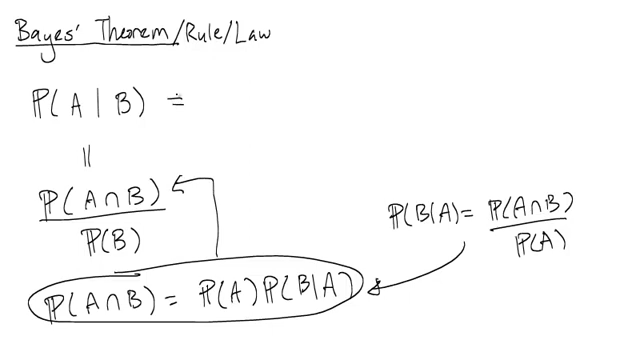 Bayes' Theorem/Rule/Law
ℙ(A | B) =
=
ℙ(A ∩ B)
ℙ(B)
ℙ(B|A) = ℙ(A∩B)
ℙ(A)
ℙ(A ∩ B) = ℙ(A)ℙ(B|A)